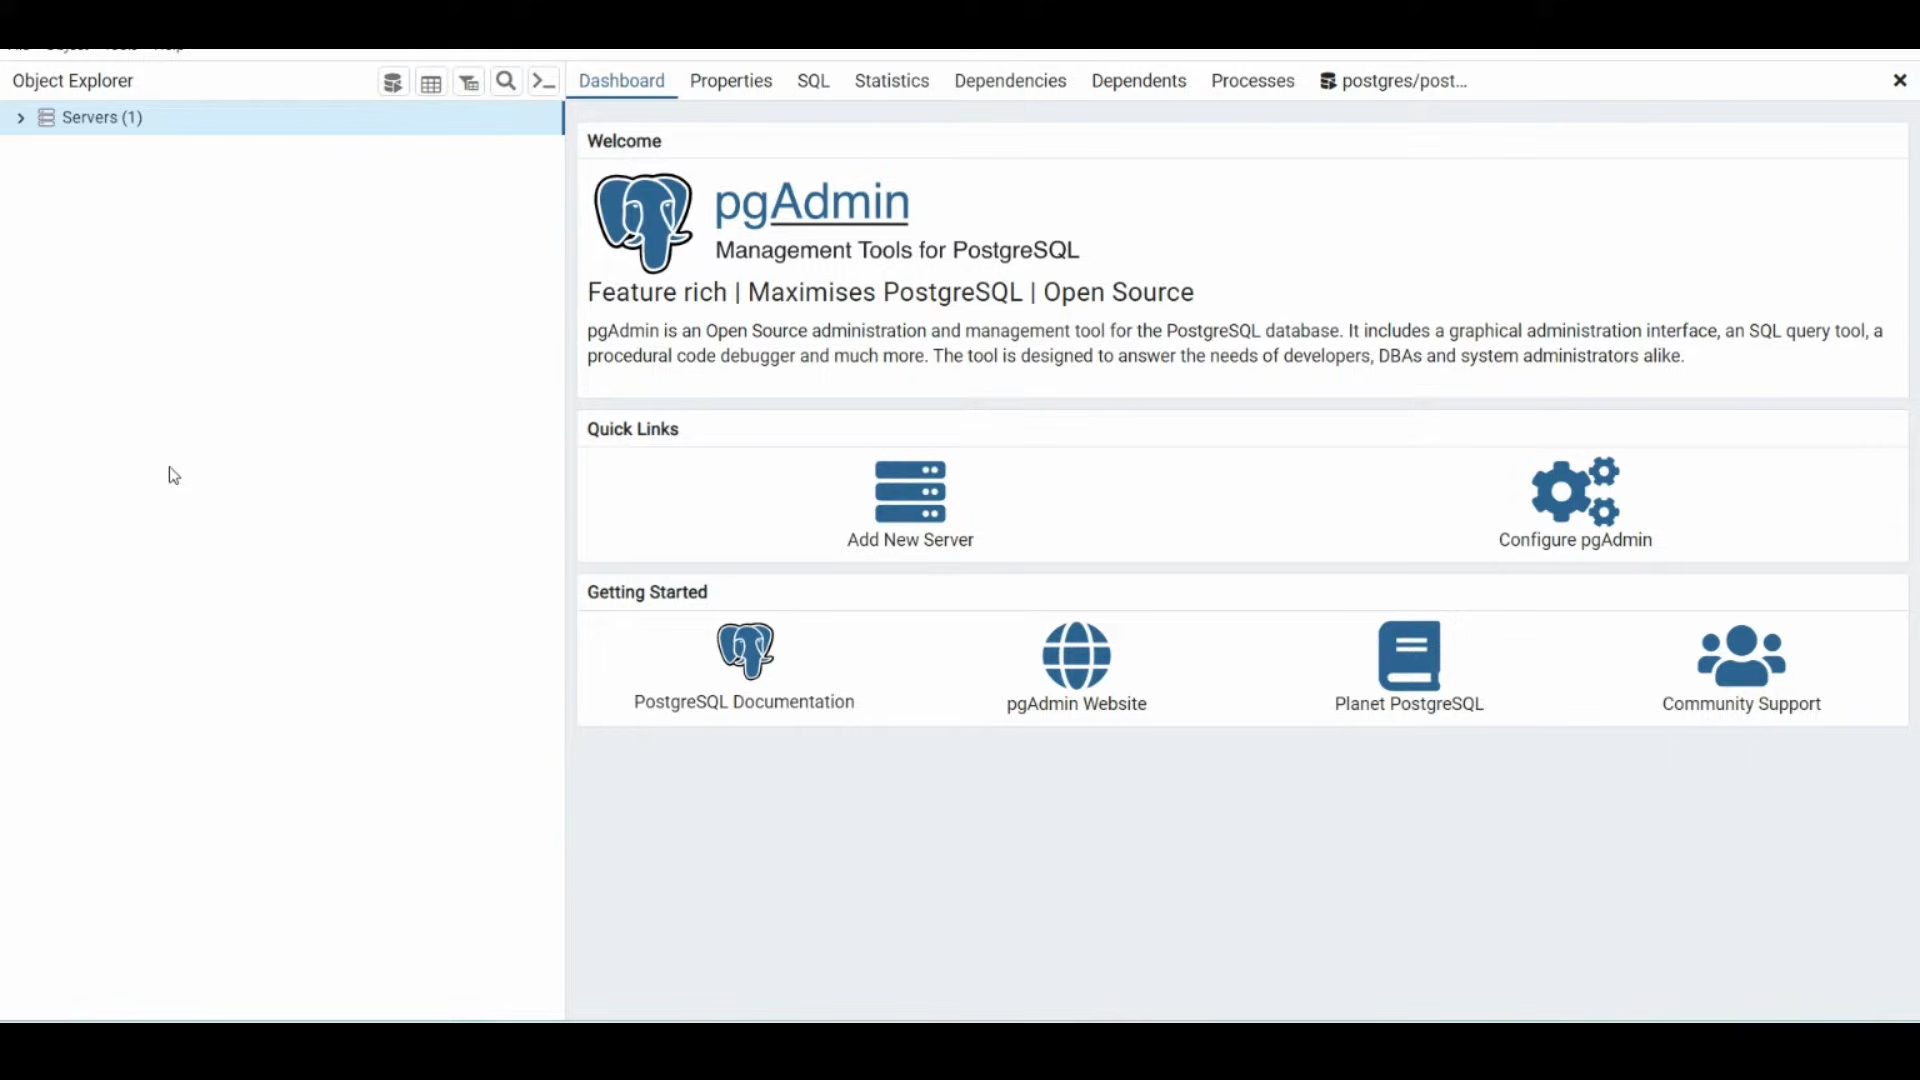 Object Explorer
Dashboard Properties SQL Statistics Dependencies Dependents Processes postgres/post...
Servers (1)
Welcome
pgAdmin
Management Tools for PostgreSQL
Feature rich | Maximises PostgreSQL | Open Source
pgAdmin is an Open Source administration and management tool for the PostgreSQL database. It includes a graphical administration interface, an SQL query tool, a
procedural code debugger and much more. The tool is designed to answer the needs of developers, DBAs and system administrators alike.
Quick Links
Add New Server
Configure pgAdmin
Getting Started
PostgreSQL Documentation
pgAdmin Website
Planet PostgreSQL
Community Support